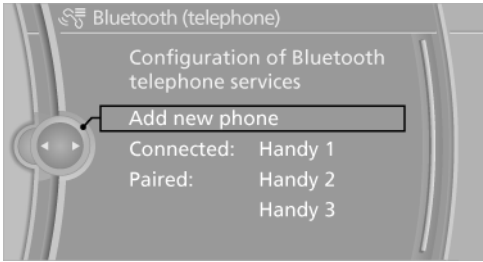 Bluetooth (telephone)
Configuration of Bluetooth
telephone services
Add new phone
Connected: Handy 1
Paired: Handy 2
Handy 3